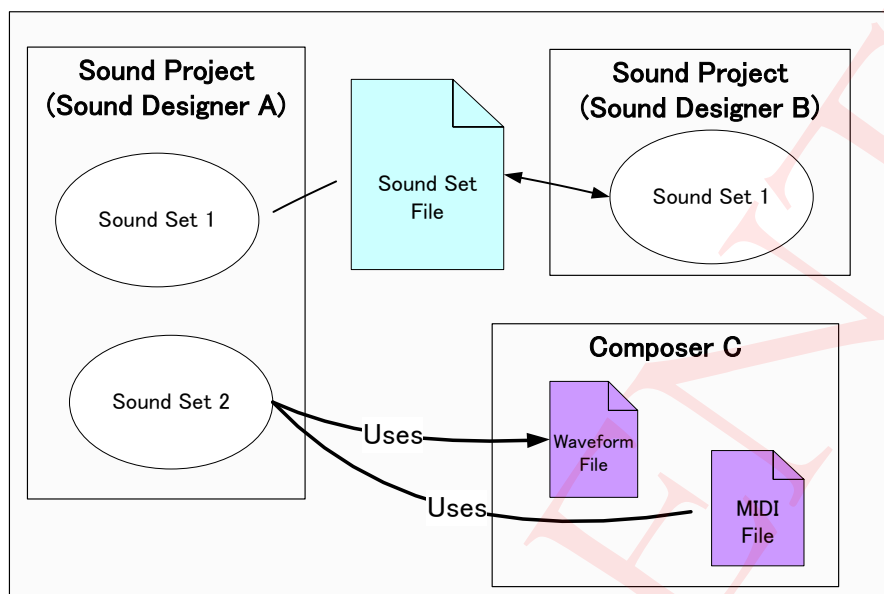 Sound Project
(Sound Designer A)
Sound Set 1
Sound Set 2
Sound Set
File
Sound Project
(Sound Designer B)
Sound Set 1
Composer C
Uses
Waveform
File
Uses
MIDI
File